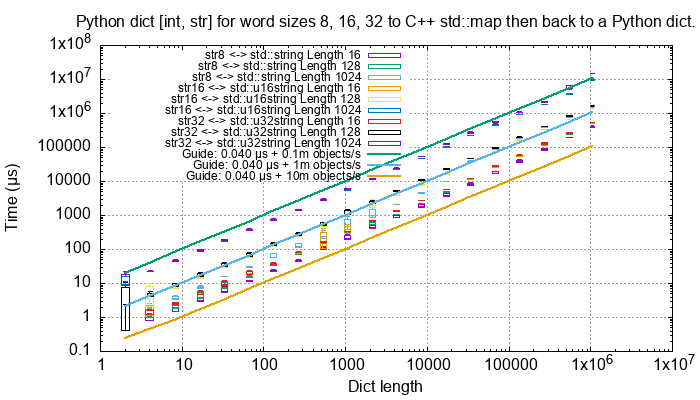 Python dict [int, str] for word sizes 8, 16, 32 to C++ std::map then back to a Python dict.
1x10^8
1x10^7
1x10^6
100000
10000
1000
100
10
1
0.1
Time (µs)
str8 <-> std::string Length 16
str8 <-> std::string Length 128
str8 <-> std::string Length 1024
str16 <-> std::u16string Length 16
str16 <-> std::u16string Length 128
str16 <-> std::u16string Length 1024
str32 <-> std::u32string Length 16
str32 <-> std::u32string Length 128
str32 <-> std::u32string Length 1024
Guide: 0.040 µs + 0.1m objects/s
Guide: 0.040 µs + 1m objects/s
Guide: 0.040 µs + 10m objects/s
1 10 100 1000 10000 100000 1x10^6 1x10^7
Dict length